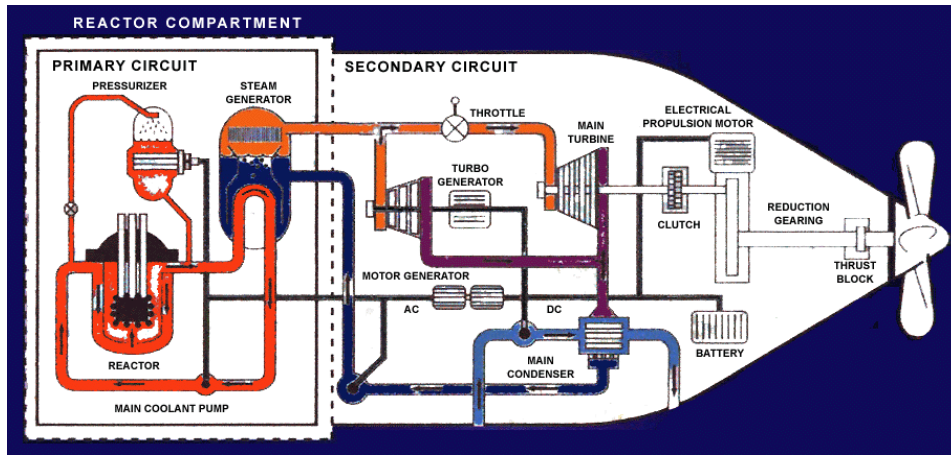 REACTOR COMPARTMENT
PRIMARY CIRCUIT
SECONDARY CIRCUIT
PRESSURIZER
STEAM
GENERATOR
THROTTLE
MAIN
TURBINE
ELECTRICAL
PROPULSION MOTOR
TURBO
GENERATOR
CLUTCH
REDUCTION
GEARING
THRUST
BLOCK
MOTOR GENERATOR
AC
DC
REACTOR
MAIN
CONDENSER
BATTERY
MAIN COOLANT PUMP